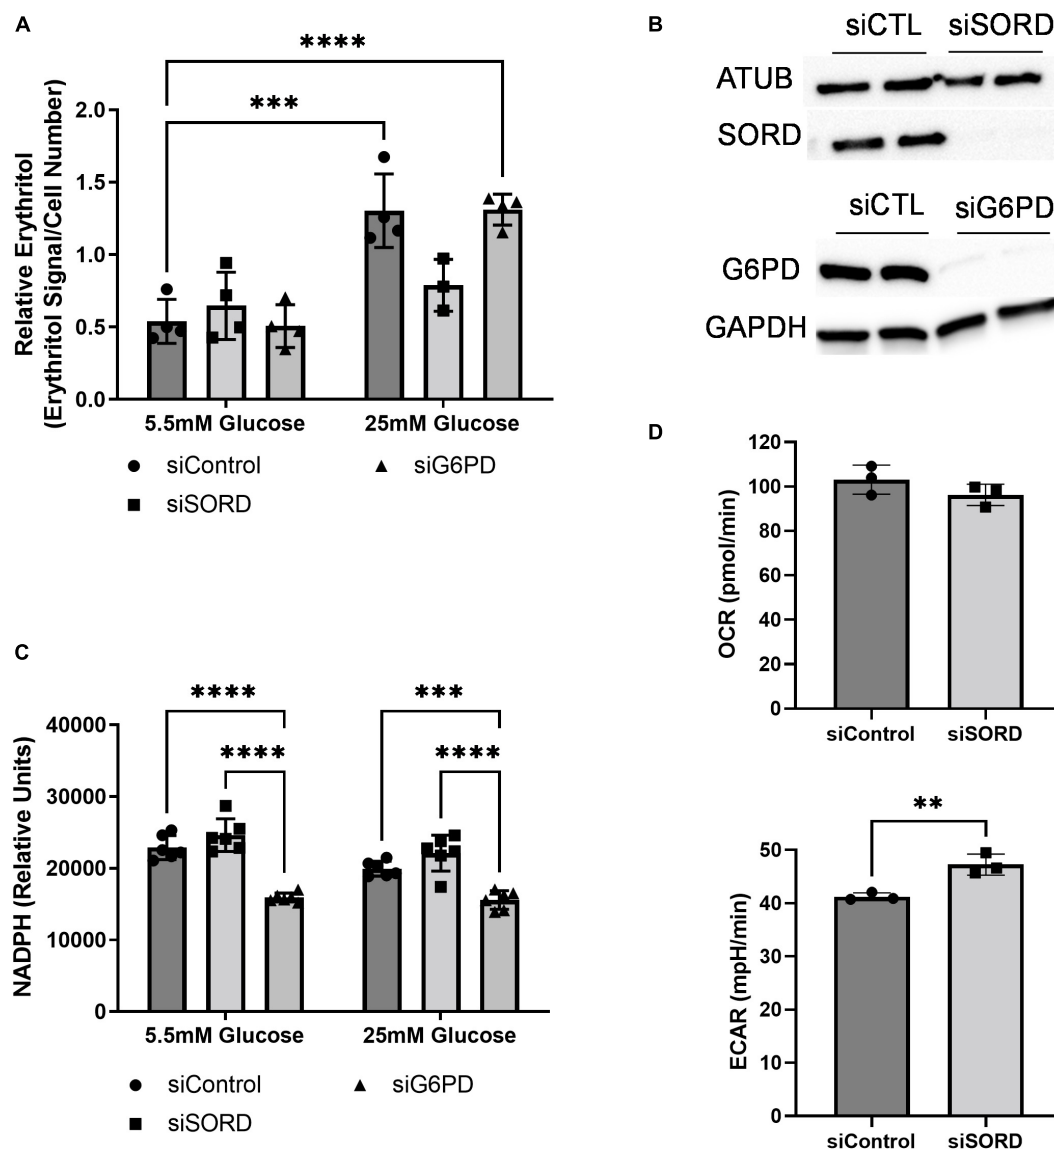 A
****
***
Relative Erythritol
(Erythritol Signal/Cell Number)
2.0
1.5
1.0
0.5
0.0
5.5mM Glucose 25mM Glucose
siControl siG6PD
siSORD
B
siCTL siSORD
ATUB
SORD
siCTL siG6PD
G6PD
GAPDH
C
**** ***
**** ****
NADPH (Relative Units)
40000
30000
20000
10000
0
5.5mM Glucose 25mM Glucose
siControl siG6PD
siSORD
D
OCR (pmol/min)
120
100
80
60
40
20
0
siControl siSORD
**
ECAR (mpH/min)
50
40
30
20
10
0
siControl siSORD